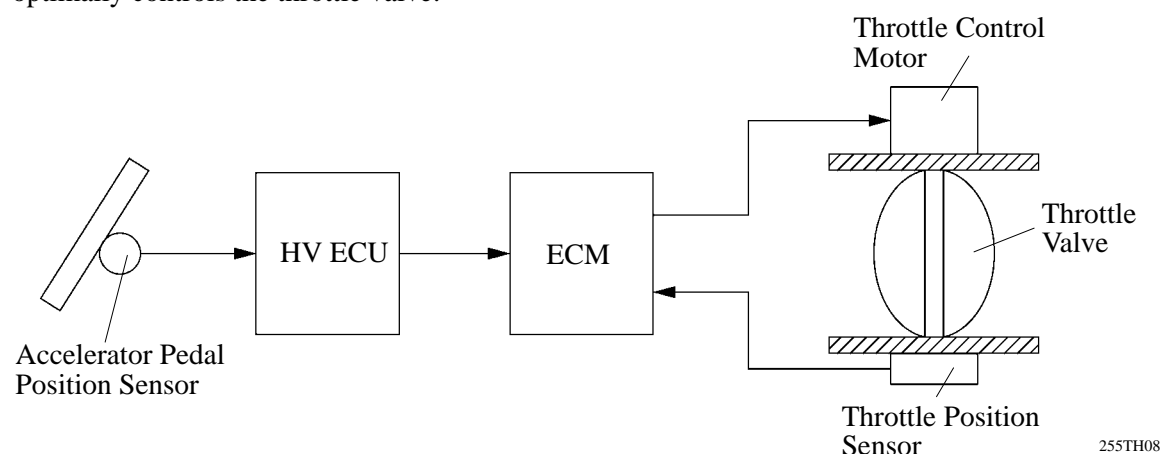 optimally controls the throttle valve.
Throttle Control
Motor
HV ECU
ECM
Throttle
Valve
Accelerator Pedal
Position Sensor
Throttle Position
Sensor
255TH08